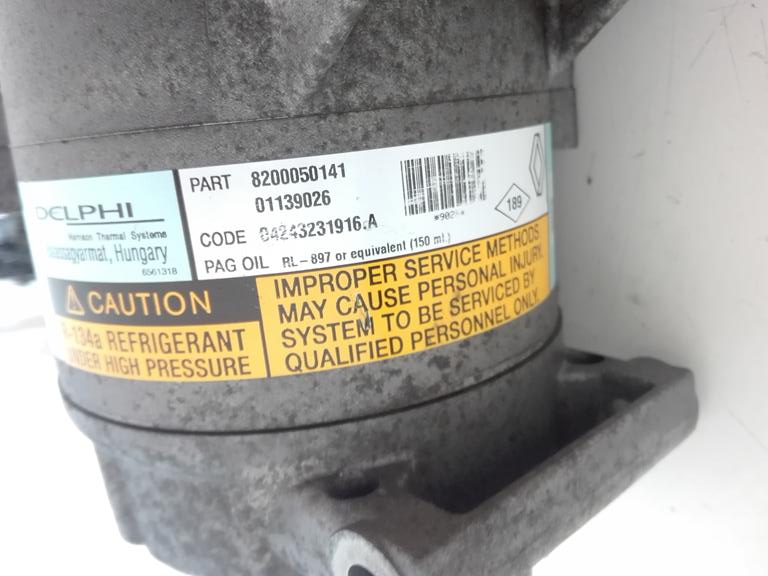 DELPHI
Harrison Thermal Systems
Hungary
6561318
PART 8200050141
01139026
CODE 04243231916.A
PAG OIL RL-897 or equivalent (150 ml.)
189
CAUTION
R-134a REFRIGERANT
UNDER HIGH PRESSURE
IMPROPER SERVICE METHODS
MAY CAUSE PERSONAL INJURY.
SYSTEM TO BE SERVICED BY
QUALIFIED PERSONNEL ONLY.